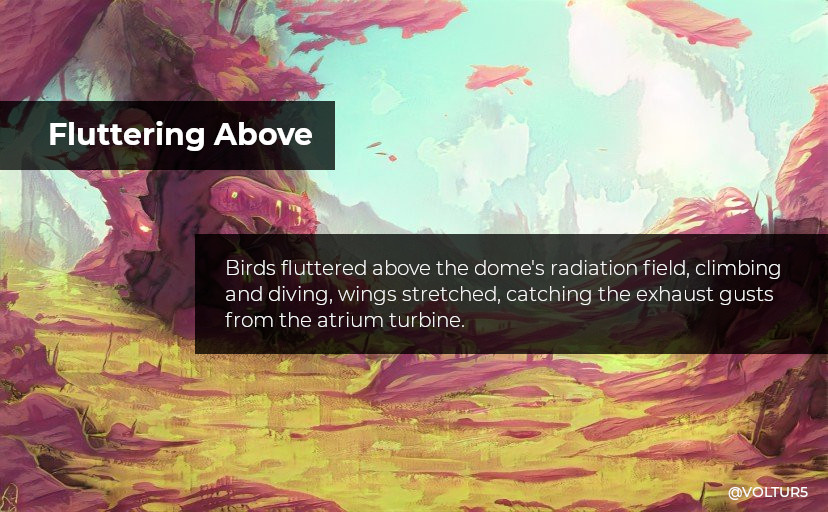 Fluttering Above
Birds fluttered above the dome's radiation field, climbing
and diving, wings stretched, catching the exhaust gusts
from the atrium turbine.
@VOLTUR5